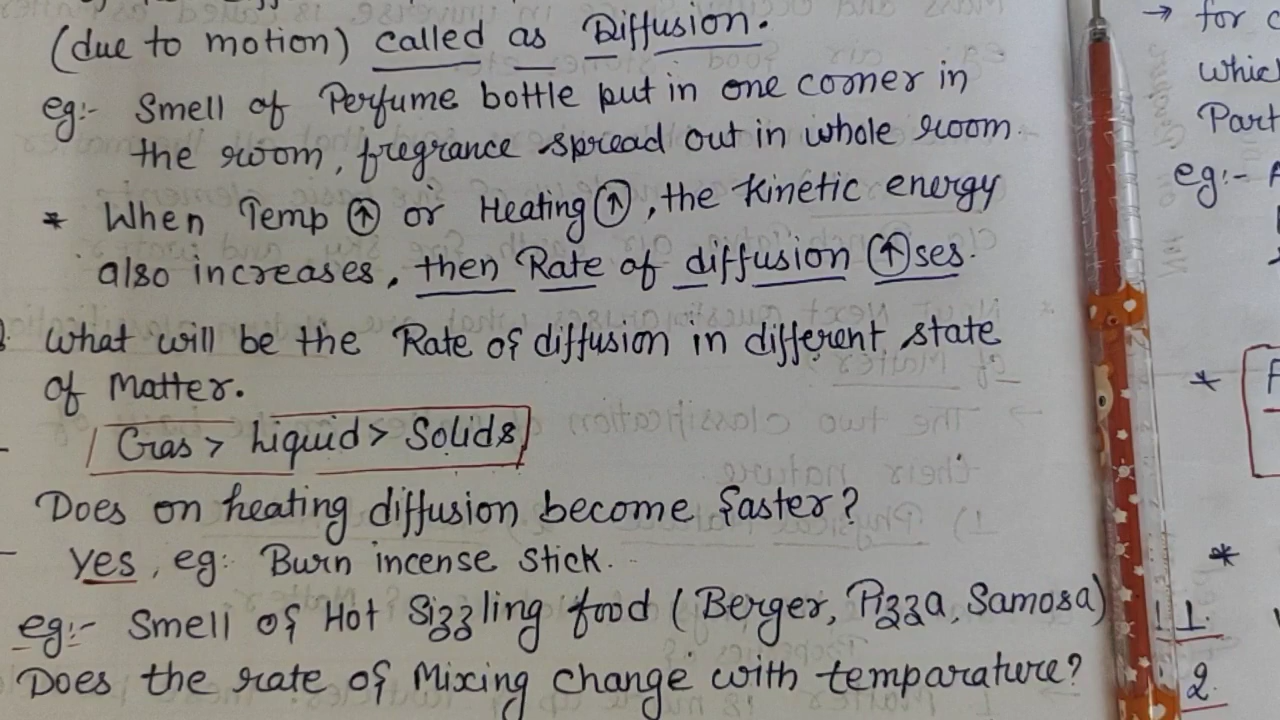 (due to motion) called as Diffusion.
eg:- Smell of Perfume bottle put in one corner in
the room, fregrance spread out in whole room.
* When Temp ↑ or Heating ↑, the Kinetic energy
also increases, then Rate of diffusion ↑ses.
What will be the Rate of diffusion in different state
of Matter.
Gas > Liquid > Solids
Does on heating diffusion become faster?
- Yes, eg: Burn incense stick.
eg:- Smell of Hot Sizzling food (Berger, Pizza, Samosa)
Does the rate of Mixing change with temparature?
→ for
whic
Part
eg:-
*
*
1.
2.